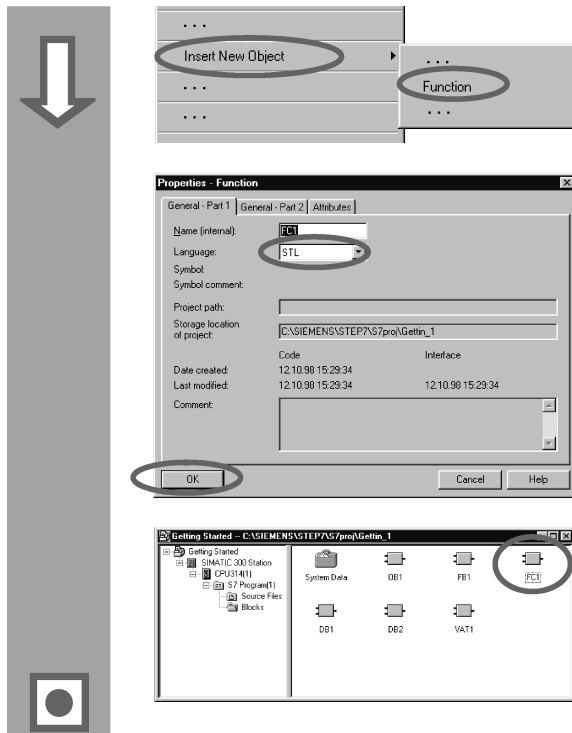 . . .
Insert New Object
. . .
. . .
. . .
Function
. . .
Properties - Function
General - Part 1 General - Part 2 Attributes
Name (internal): FC1
Language: STL
Symbol:
Symbol comment:
Project path:
Storage location
of project: C:\SIEMENS\STEP7\S7proj\Gettin_1
Code Interface
Date created: 12.10.98 15:29:34
Last modified: 12.10.98 15:29:34 12.10.98 15:29:34
Comment:
OK Cancel Help
Getting Started -- C:\SIEMENS\STEP7\S7proj\Gettin_1
Getting Started
SIMATIC 300 Station
CPU314(1)
S7 Program(1)
Source Files
Blocks
System Data OB1 FB1 FC1
DB1 DB2 VAT1